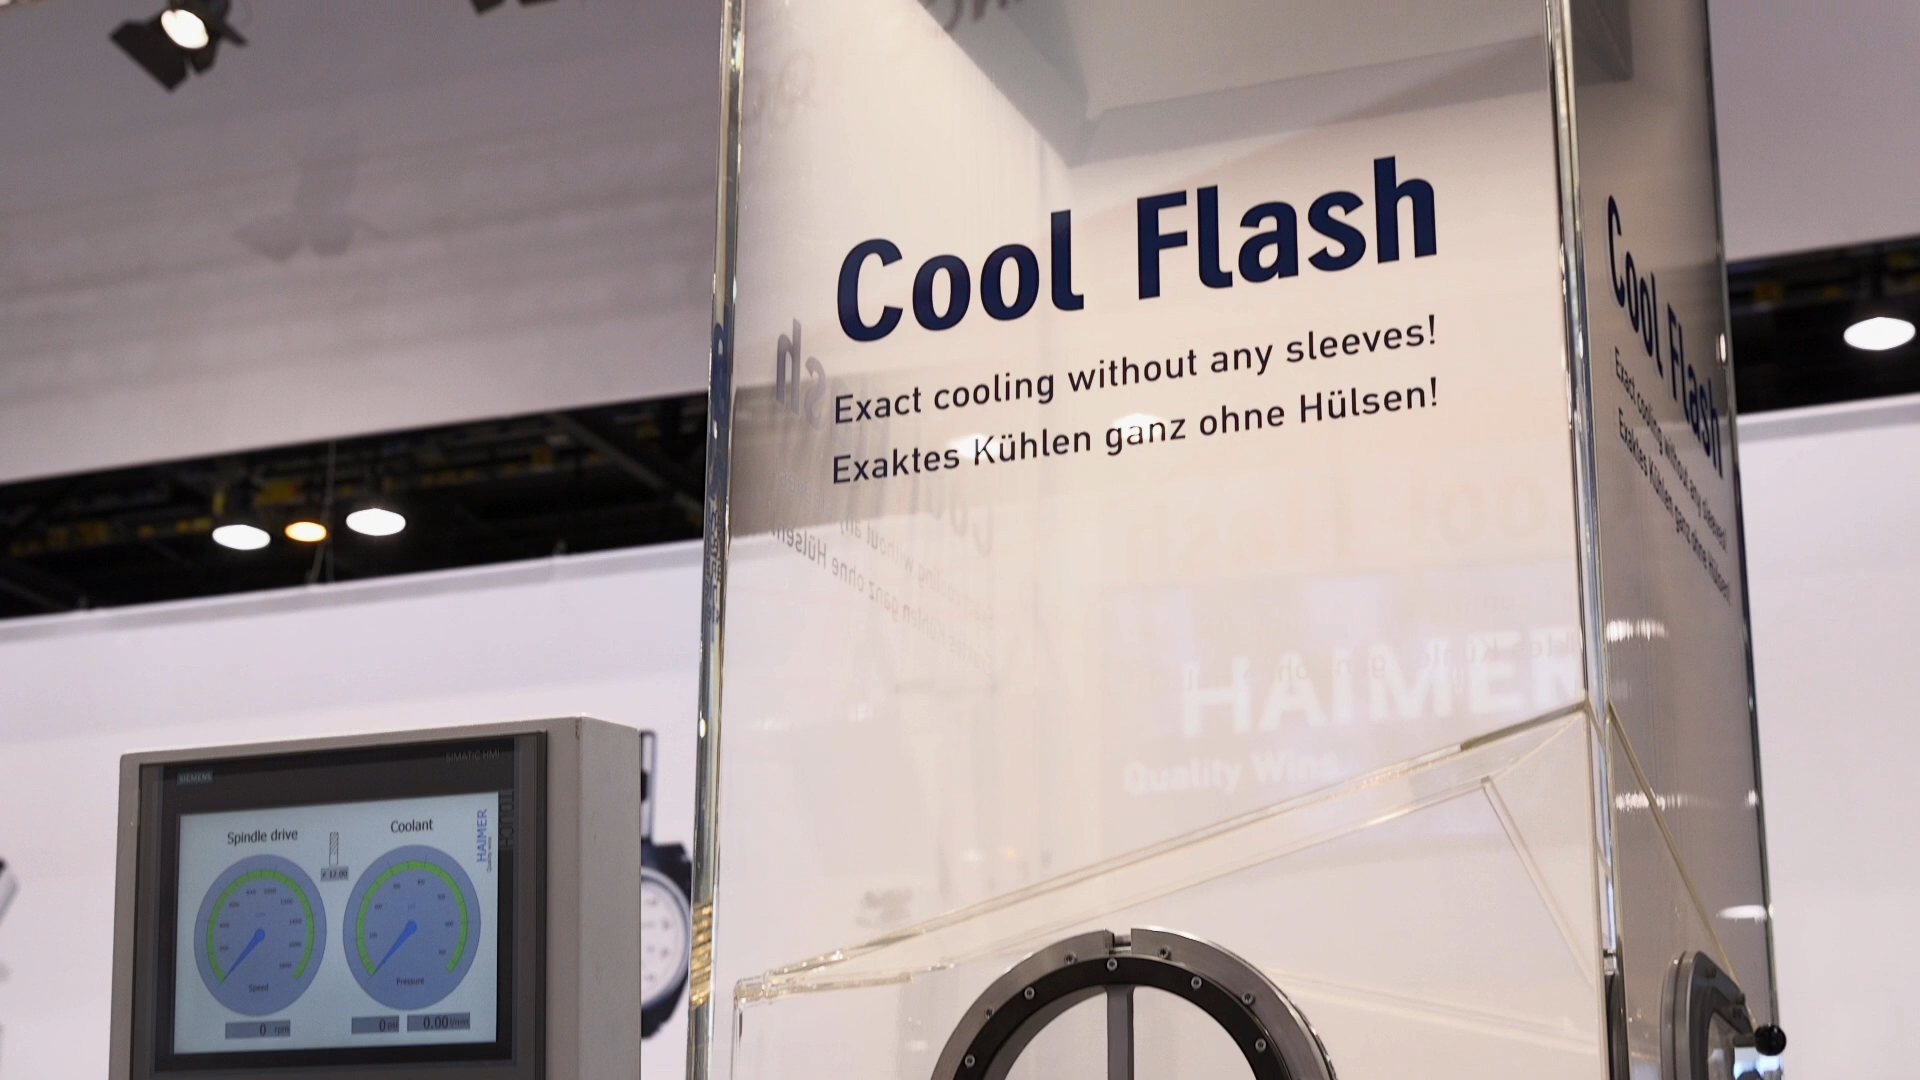 Cool Flash
Exact cooling without any sleeves!
Exaktes Kühlen ganz ohne Hülsen!
Cool Flash
Exact cooling without any sleeves!
Exaktes Kühlen ganz ohne Hülsen!
HAIMER
Quality Wins.
SIEMENS
SIMATIC HMI
TOUCH
HAIMER
Spindle drive
Coolant
Speed
Pressure
0 rpm
0
0.00